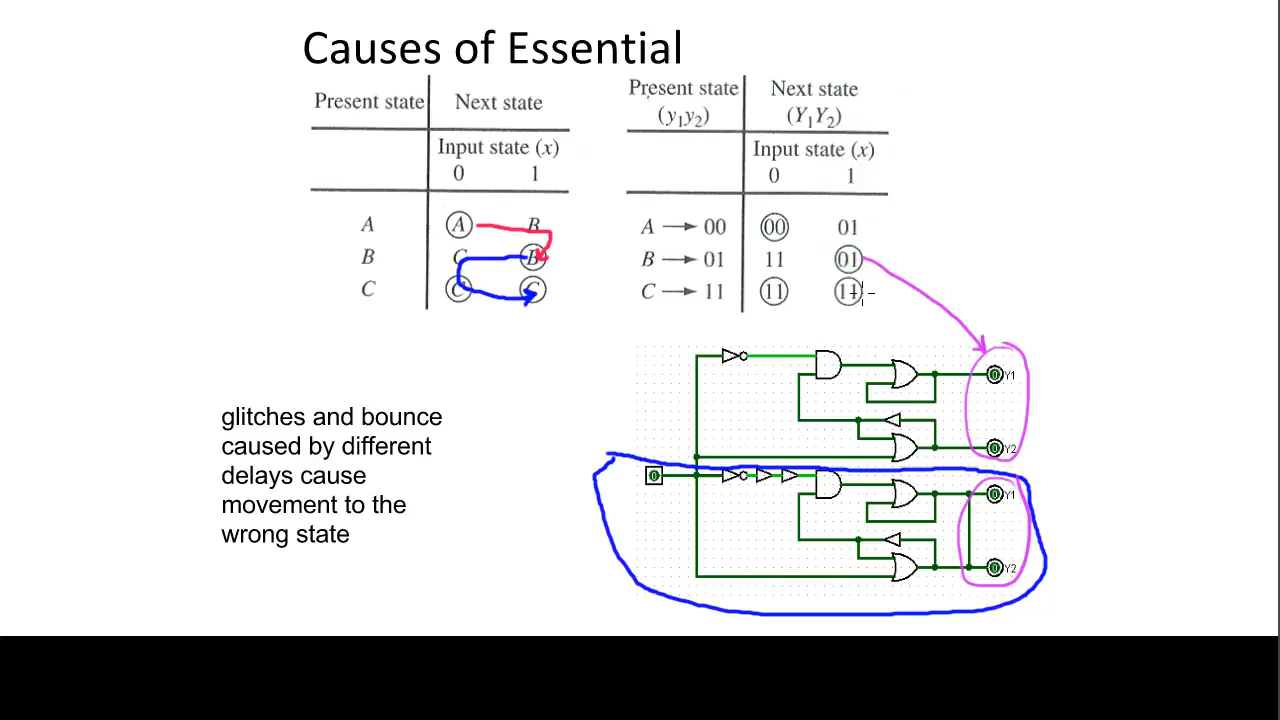 Causes of Essential
Present state Next state
Input state (x)
0 1
A A B
B C B
C C C
Present state Next state
(y₁y₂) (Y₁Y₂)
Input state (x)
0 1
A → 00 00 01
B → 01 11 01
C → 11 11 11
glitches and bounce
caused by different
delays cause
movement to the
wrong state
0 Y1
0 Y2
0
0 Y1
0 Y2